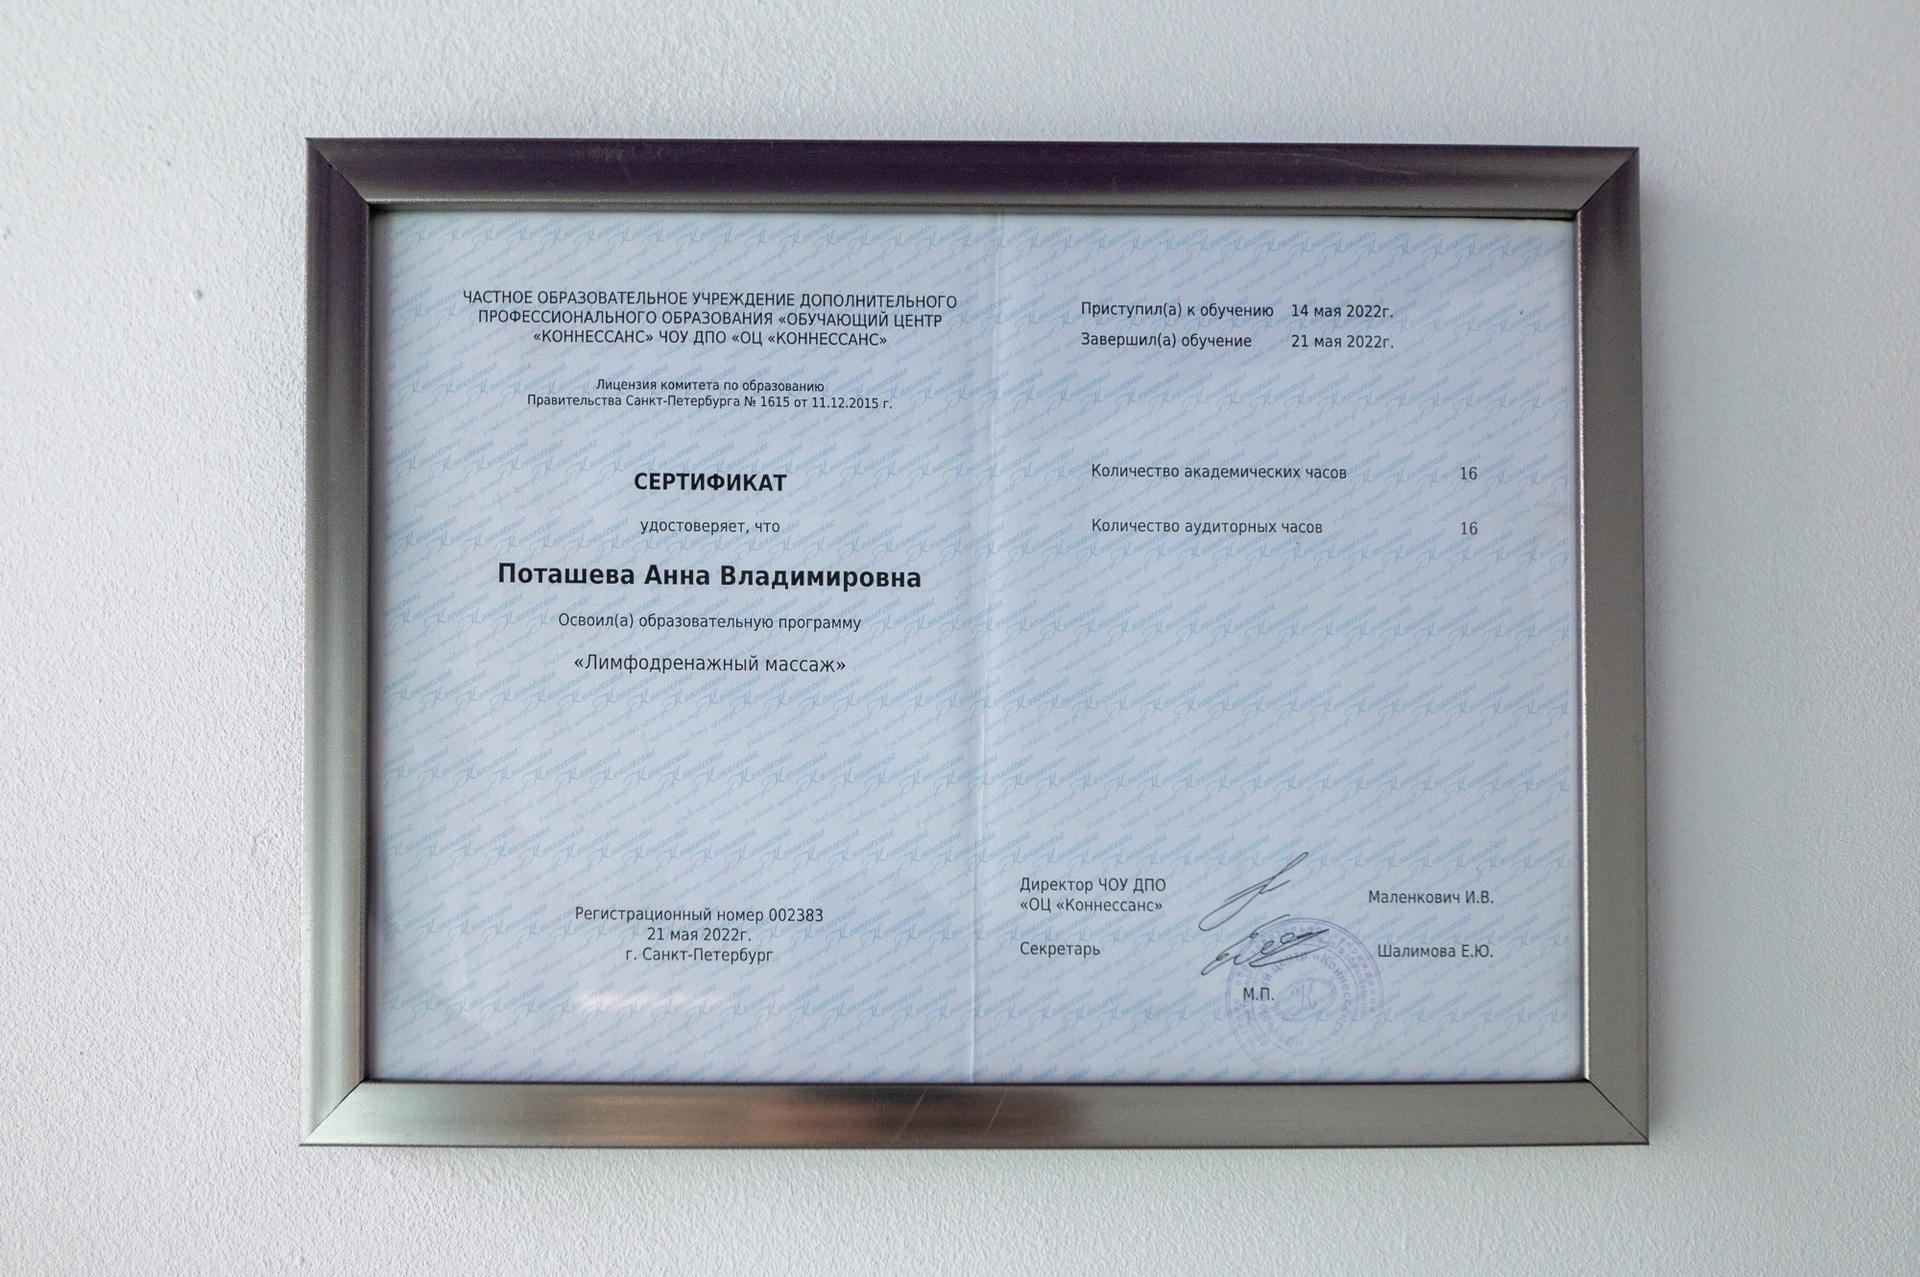 ЧАСТНОЕ ОБРАЗОВАТЕЛЬНОЕ УЧРЕЖДЕНИЕ ДОПОЛНИТЕЛЬНОГО
ПРОФЕССИОНАЛЬНОГО ОБРАЗОВАНИЯ «ОБУЧАЮЩИЙ ЦЕНТР
«КОННЕССАНС» ЧОУ ДПО «ОЦ «КОННЕССАНС»
Лицензия комитета по образованию
Правительства Санкт-Петербурга № 1615 от 11.12.2015 г.
СЕРТИФИКАТ
удостоверяет, что
Поташева Анна Владимировна
Освоил(а) образовательную программу
«Лимфодренажный массаж»
Регистрационный номер 002383
21 мая 2022г.
г. Санкт-Петербург
Приступил(а) к обучению 14 мая 2022г.
Завершил(а) обучение 21 мая 2022г.
Количество академических часов 16
Количество аудиторных часов 16
Директор ЧОУ ДПО
«ОЦ «Коннессанс»
Маленкович И.В.
Секретарь Шалимова Е.Ю.
М.П.